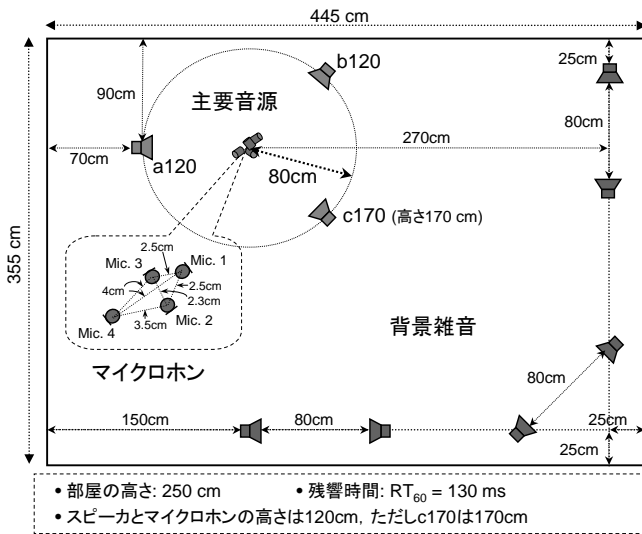 445 cm
b120
25cm
90cm
主要音源
270cm
80cm
70cm
a120
80cm
c170 (高さ170 cm)
355 cm
2.5cm
Mic. 3
Mic. 1
4cm
2.5cm
2.3cm
Mic. 2
Mic. 4
3.5cm
背景雑音
マイクロホン
80cm
150cm
80cm
25cm
25cm
• 部屋の高さ: 250 cm • 残響時間: RT60 = 130 ms
• スピーカとマイクロホンの高さは120cm, ただしc170は170cm